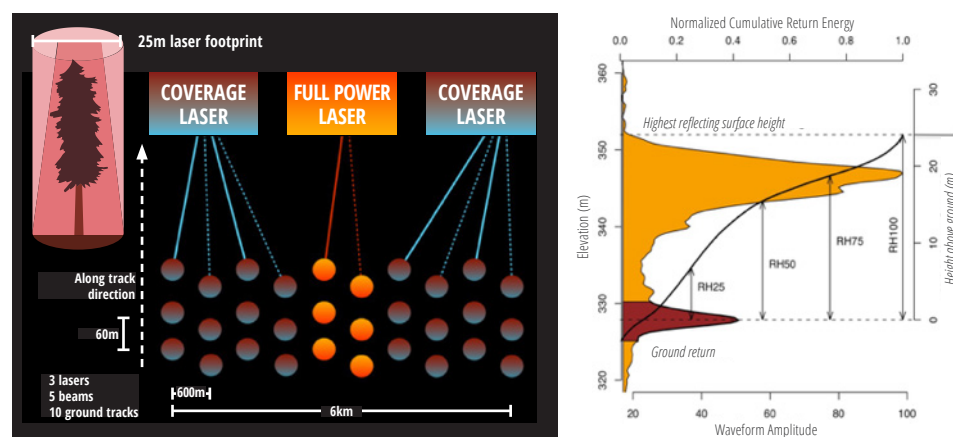 25m laser footprint
COVERAGE
LASER
FULL POWER
LASER
COVERAGE
LASER
Along track
direction
60m
3 lasers
5 beams
10 ground tracks
600m
6km
Normalized Cumulative Return Energy
0.0 0.2 0.4 0.6 0.8 1.0
Elevation (m)
360
350
340
330
320
Highest reflecting surface height
RH25
RH50
RH75
RH100
Ground return
30
20
10
0
Height above ground (m)
20 40 60 80 100
Waveform Amplitude